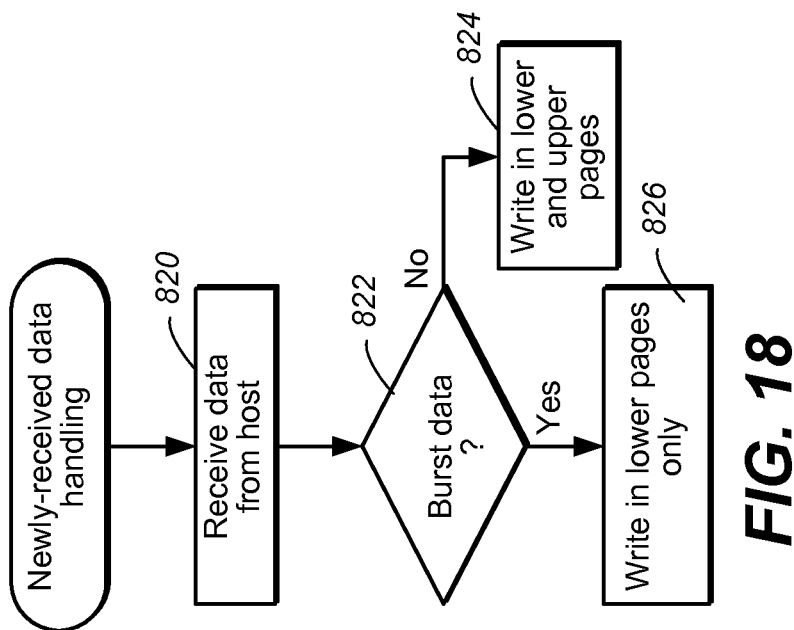 Newly-received data
handling
820
Receive data
from host
822
Burst data
?
No
824
Write in lower
and upper
pages
Yes
826
Write in lower pages
only
FIG. 18